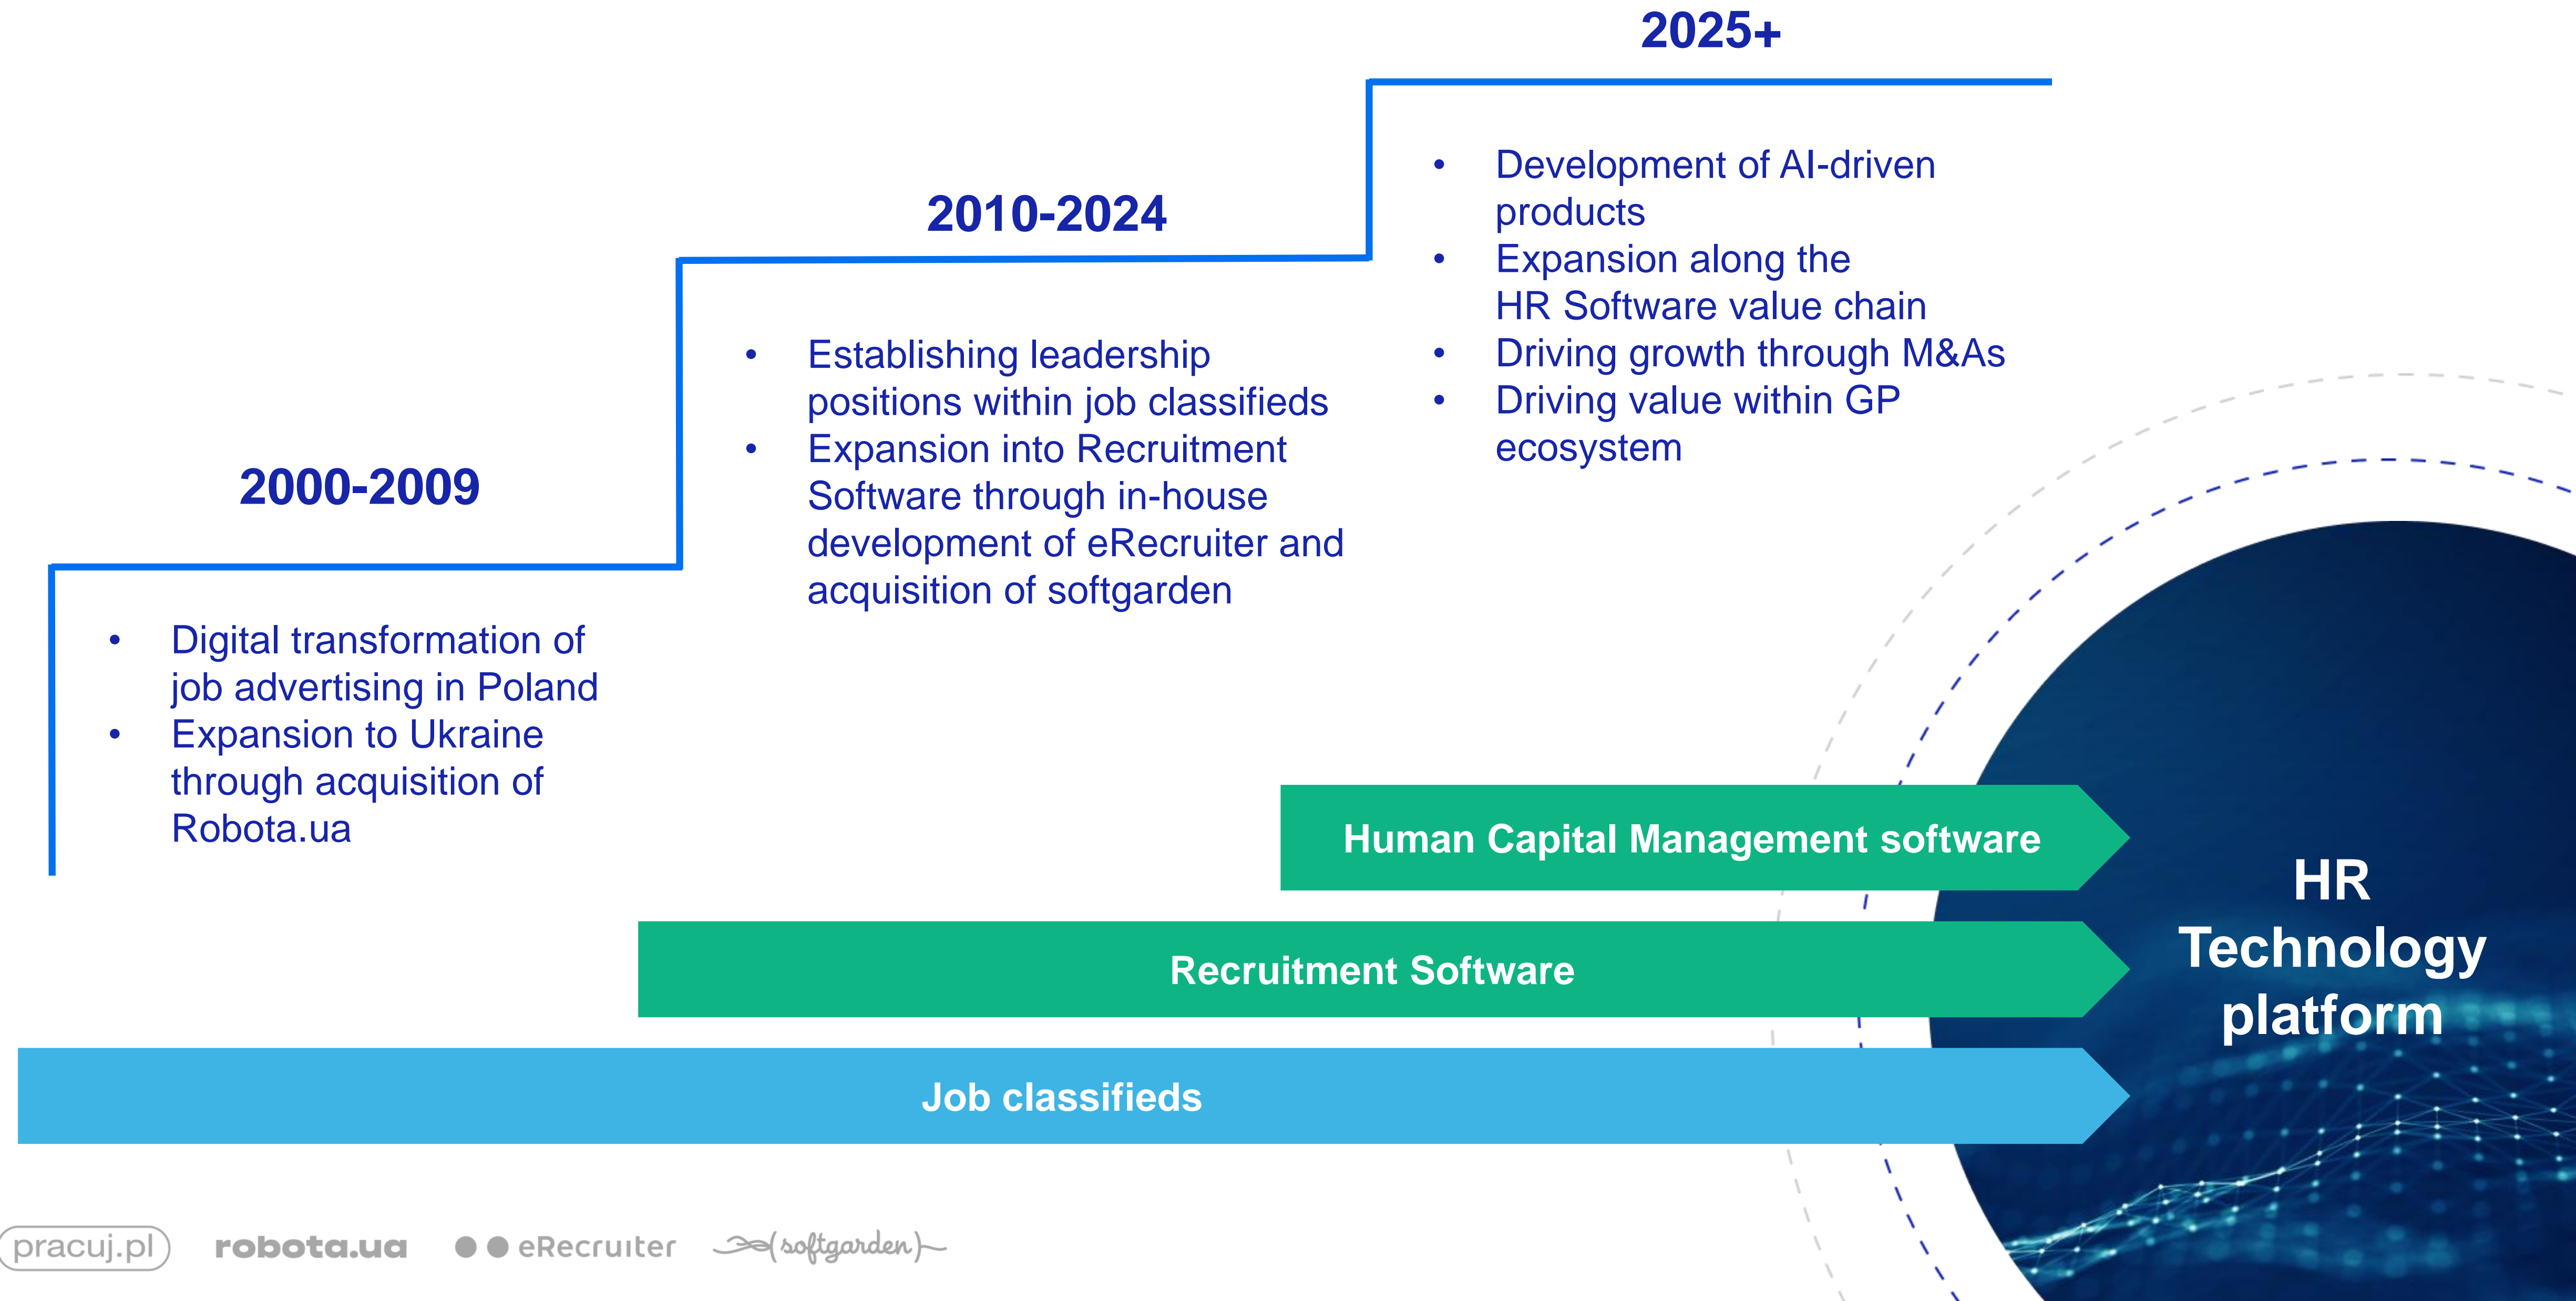 2025+
• Development of AI-driven
products
• Expansion along the
HR Software value chain
• Driving growth through M&As
• Driving value within GP
ecosystem
2010-2024
• Establishing leadership
positions within job classifieds
• Expansion into Recruitment
Software through in-house
development of eRecruiter and
acquisition of softgarden
2000-2009
• Digital transformation of
job advertising in Poland
• Expansion to Ukraine
through acquisition of
Robota.ua
Human Capital Management software
Recruitment Software
Job classifieds
HR
Technology
platform
pracuj.pl
robota.ua
eRecruiter
softgarden